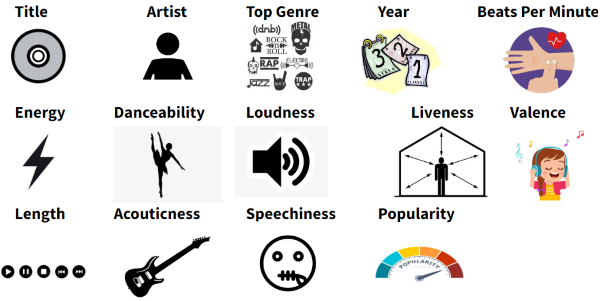 Title
Artist
Top Genre
Year
Beats Per Minute
(dnb)
METAL
ROCK
N
ROLL
RAP
ELECTRO
Jazz
TRAP
3
2
1
Energy
Danceability
Loudness
Liveness
Valence
Length
Acouticness
Speechiness
Popularity
POPULARITY